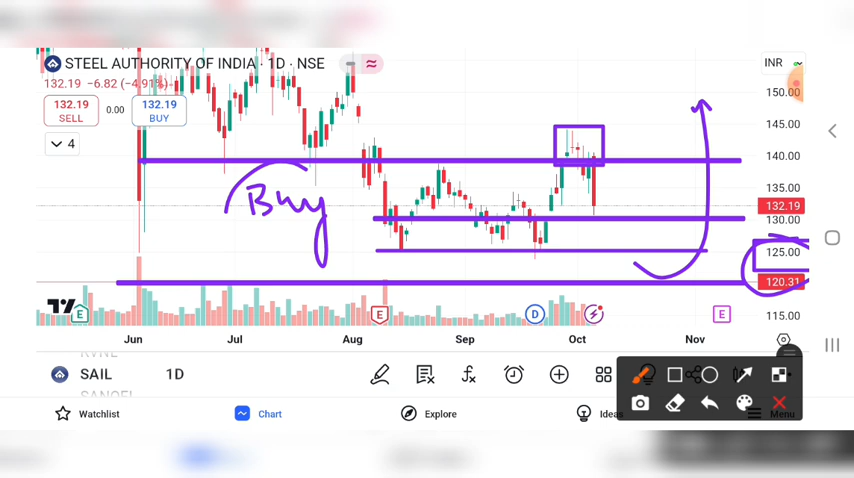 STEEL AUTHORITY OF INDIA · 1D · NSE
INR
132.19 −6.82 (−4.91%)
132.19
SELL
0.00
132.19
BUY
4
150.00
145.00
140.00
135.00
132.19
130.00
125.00
120.31
115.00
Buy
E
E
D
E
Jun
Jul
Aug
Sep
Oct
Nov
SAIL
1D
Watchlist
Chart
Explore
Ideas
Menu